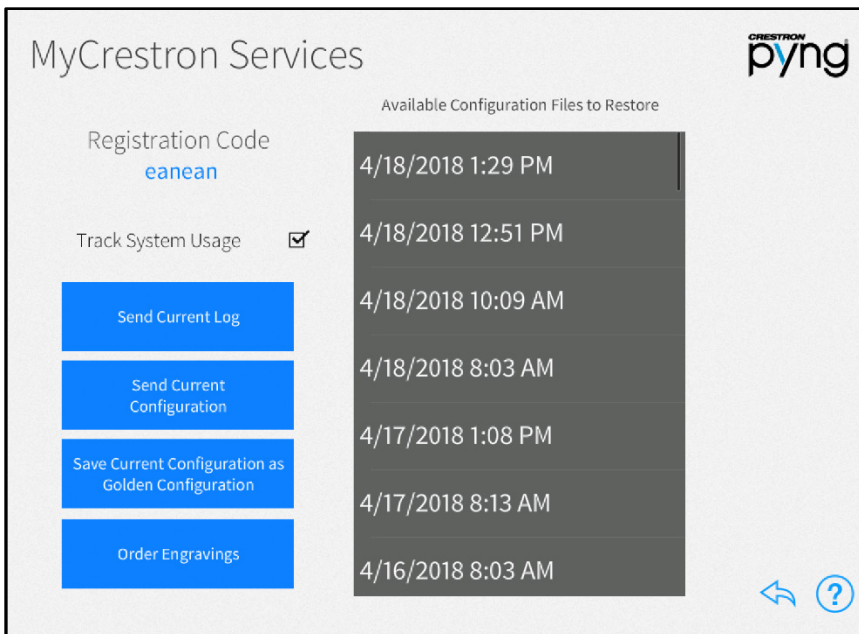 MyCrestron Services
CRESTRON
pyng
Registration Code
eanean
Track System Usage
Send Current Log
Send Current
Configuration
Save Current Configuration as
Golden Configuration
Order Engravings
Available Configuration Files to Restore
4/18/2018 1:29 PM
4/18/2018 12:51 PM
4/18/2018 10:09 AM
4/18/2018 8:03 AM
4/17/2018 1:08 PM
4/17/2018 8:13 AM
4/16/2018 8:03 AM
?